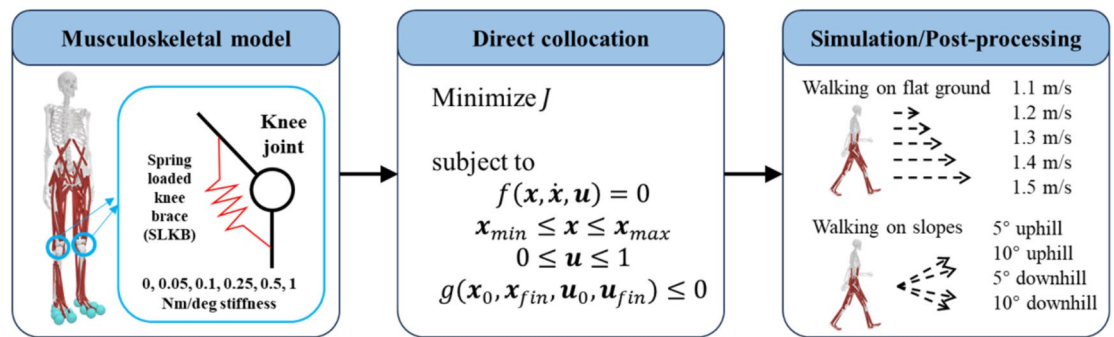 Musculoskeletal model
Knee
joint
Spring
loaded
knee
brace
(SLKB)
0, 0.05, 0.1, 0.25, 0.5, 1
Nm/deg stiffness
Direct collocation
Minimize J
subject to
f(x, ẋ, u) = 0
x_min ≤ x ≤ x_max
0 ≤ u ≤ 1
g(x_0, x_fin, u_0, u_fin) ≤ 0
Simulation/Post-processing
Walking on flat ground
1.1 m/s
1.2 m/s
1.3 m/s
1.4 m/s
1.5 m/s
Walking on slopes
5° uphill
10° uphill
5° downhill
10° downhill